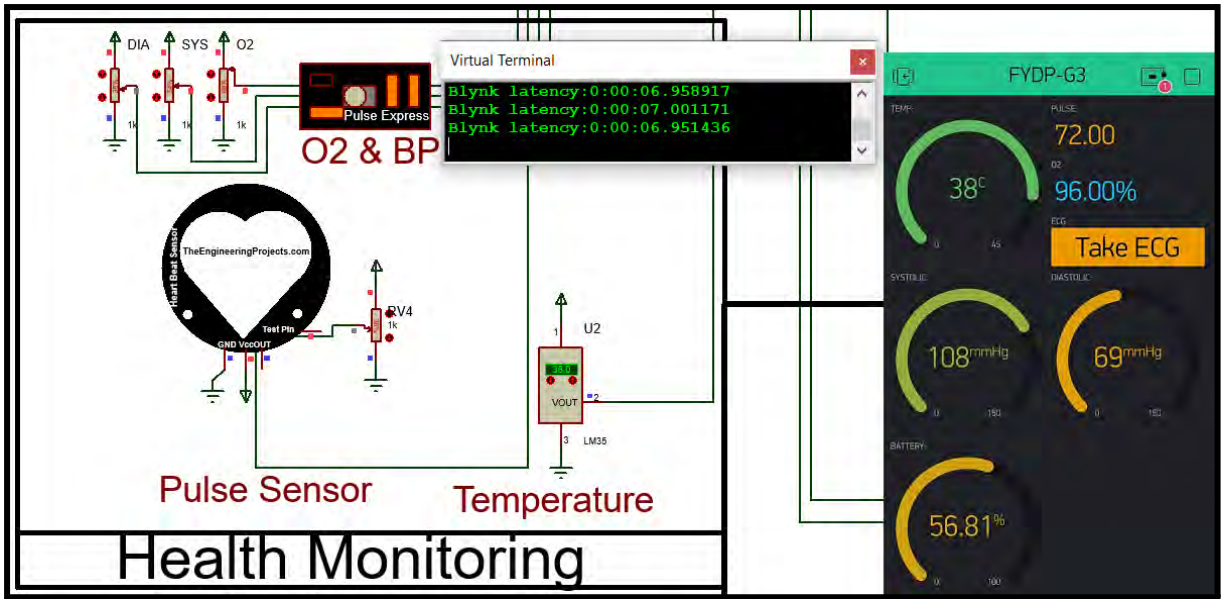 DIA SYS O2
1k 1k 1k
Pulse Express
O2 & BP
Virtual Terminal
Blynk latency:0:00:06.958917
Blynk latency:0:00:07.001171
Blynk latency:0:00:06.951436
Heart Beat Sensor
TheEngineeringProjects.com
Test Pin
GND VccOUT
RV4
1k
U2
1
38.0
VOUT
2
3
LM35
Pulse Sensor
Temperature
Health Monitoring
FYDP-G3
1
TEMP:
38°C
0 45
PULSE:
72.00
O2
96.00%
ECG
Take ECG
SYSTOLIC:
108mmHg
0 190
DIASTOLIC:
69mmHg
0
BATTERY:
56.81%
0 100